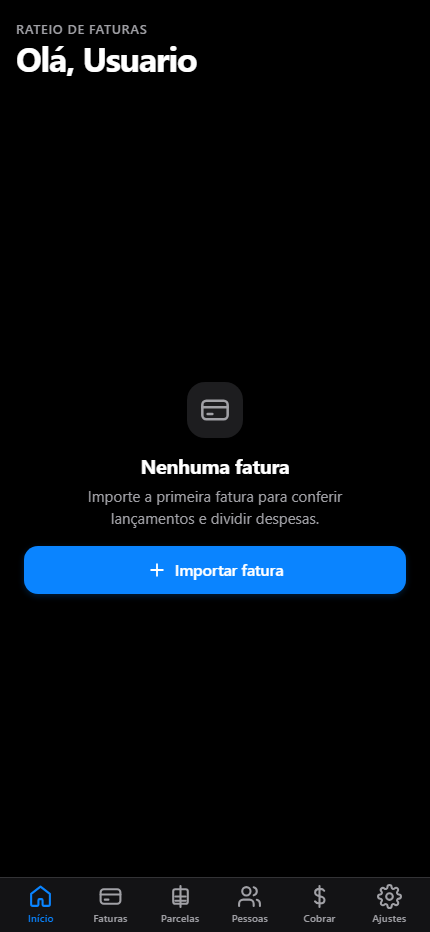 RATEIO DE FATURAS
Olá, Usuario
Nenhuma fatura
Importe a primeira fatura para conferir
lançamentos e dividir despesas.
Importar fatura
Início
Faturas
Parcelas
Pessoas
Cobrar
Ajustes